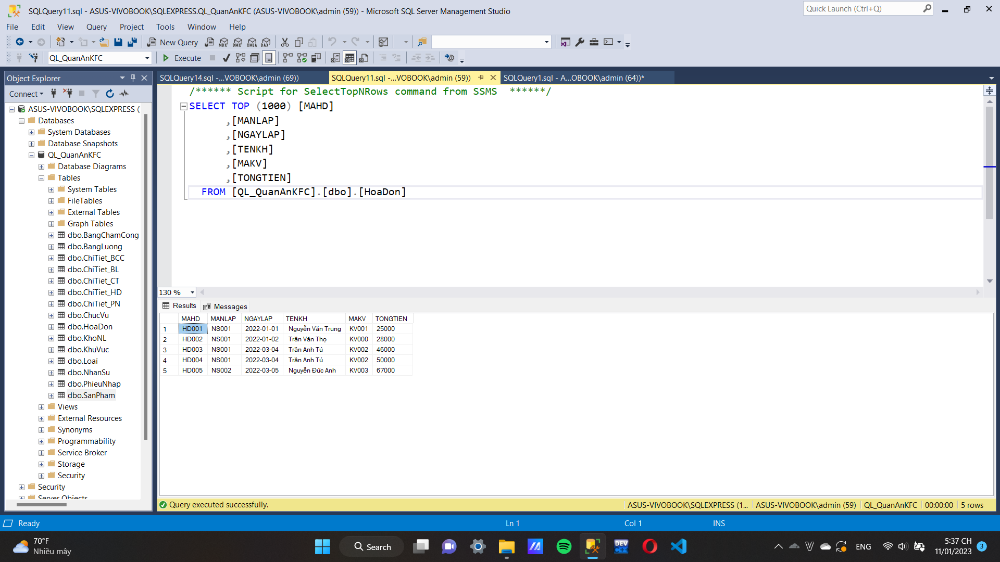 SQLQuery11.sql - ASUS-VIVOBOOK\SQLEXPRESS.QL_QuanAnKFC (ASUS-VIVOBOOK\admin (59)) - Microsoft SQL Server Management Studio
Quick Launch (Ctrl+Q)
File Edit View Query Project Tools Window Help
New Query MDX DMX XMLA DAX
QL_QuanAnKFC Execute
Object Explorer
Connect
ASUS-VIVOBOOK\SQLEXPRESS (
Databases
System Databases
Database Snapshots
QL_QuanAnKFC
Database Diagrams
Tables
System Tables
FileTables
External Tables
Graph Tables
dbo.BangChamCong
dbo.BangLuong
dbo.ChiTiet_BCC
dbo.ChiTiet_BL
dbo.ChiTiet_CT
dbo.ChiTiet_HD
dbo.ChiTiet_PN
dbo.ChucVu
dbo.HoaDon
dbo.KhoNL
dbo.KhuVuc
dbo.Loai
dbo.NhanSu
dbo.PhieuNhap
dbo.SanPham
Views
External Resources
Synonyms
Programmability
Service Broker
Storage
Security
Security
Server Objects
SQLQuery14.sql -...VOBOOK\admin (69)) SQLQuery11.sql -...VOBOOK\admin (59)) SQLQuery1.sql - A...OBOOK\admin (64))*
/****** Script for SelectTopNRows command from SSMS ******/
SELECT TOP (1000) [MAHD]
,[MANLAP]
,[NGAYLAP]
,[TENKH]
,[MAKV]
,[TONGTIEN]
FROM [QL_QuanAnKFC].[dbo].[HoaDon]
130 %
Results Messages
MAHD MANLAP NGAYLAP TENKH MAKV TONGTIEN
1 HD001 NS001 2022-01-01 Nguyễn Văn Trung KV001 25000
2 HD002 NS001 2022-01-02 Trần Văn Thọ KV000 28000
3 HD003 NS001 2022-03-04 Trần Anh Tú KV002 46000
4 HD004 NS001 2022-03-04 Trần Anh Tú KV002 50000
5 HD005 NS002 2022-03-05 Nguyễn Đức Anh KV003 67000
Query executed successfully. ASUS-VIVOBOOK\SQLEXPRESS (1... ASUS-VIVOBOOK\admin (59) QL_QuanAnKFC 00:00:00 5 rows
Ready Ln 1 Col 1 INS
70°F
Nhiều mây
Search
DEV
ENG
5:37 CH
11/01/2023
3